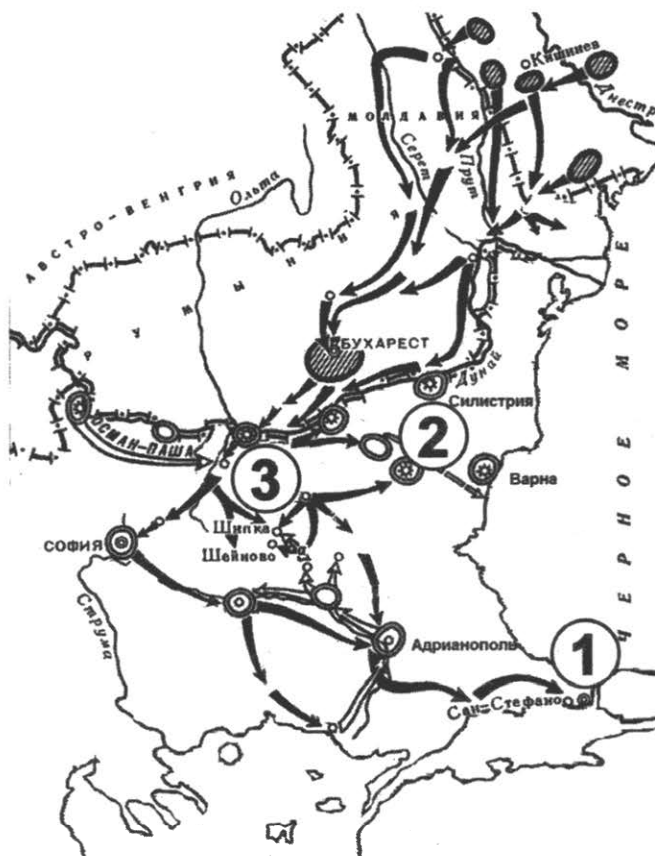 Кишинев
Днестр
МОЛДАВИЯ
Серет
Прут
АВСТРО-ВЕНГРИЯ
Ольта
РУМЫНИЯ
БУХАРЕСТ
Дунай
СИЛИСТРИЯ
ОСМАН-ПАША
2
3
Варна
ЧЕРНОЕ МОРЕ
Шипка
СОФИЯ
Шейново
Струма
Адрианополь
1
Сан-Стефано